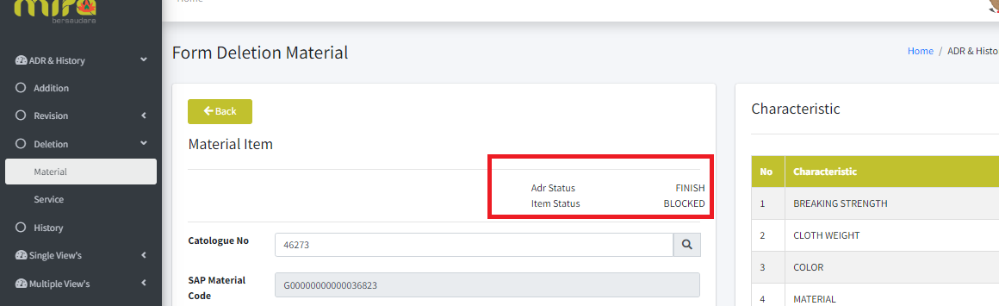 mira
bersaudara
Home
ADR & History
Addition
Revision
Deletion
Material
Service
History
Single View's
Multiple View's
Form Deletion Material
Home / ADR & Histo
Back
Material Item
Adr Status FINISH
Item Status BLOCKED
Catologue No 46273
SAP Material
Code
G00000000000036823
Characteristic
No Characteristic
1 BREAKING STRENGTH
2 CLOTH WEIGHT
3 COLOR
4 MATERIAL